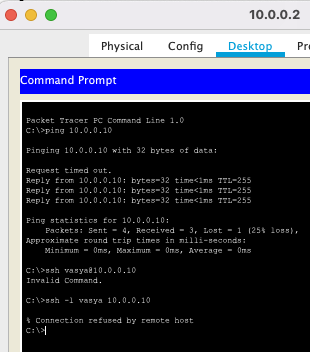 10.0.0.2
Physical Config Desktop
Command Prompt
Packet Tracer PC Command Line 1.0
C:\>ping 10.0.0.10
Pinging 10.0.0.10 with 32 bytes of data:
Request timed out.
Reply from 10.0.0.10: bytes=32 time<1ms TTL=255
Reply from 10.0.0.10: bytes=32 time<1ms TTL=255
Reply from 10.0.0.10: bytes=32 time<1ms TTL=255
Ping statistics for 10.0.0.10:
Packets: Sent = 4, Received = 3, Lost = 1 (25% loss),
Approximate round trip times in milli-seconds:
Minimum = 0ms, Maximum = 0ms, Average = 0ms
C:\>ssh vasya@10.0.0.10
Invalid Command.
C:\>ssh -l vasya 10.0.0.10
% Connection refused by remote host
C:\>